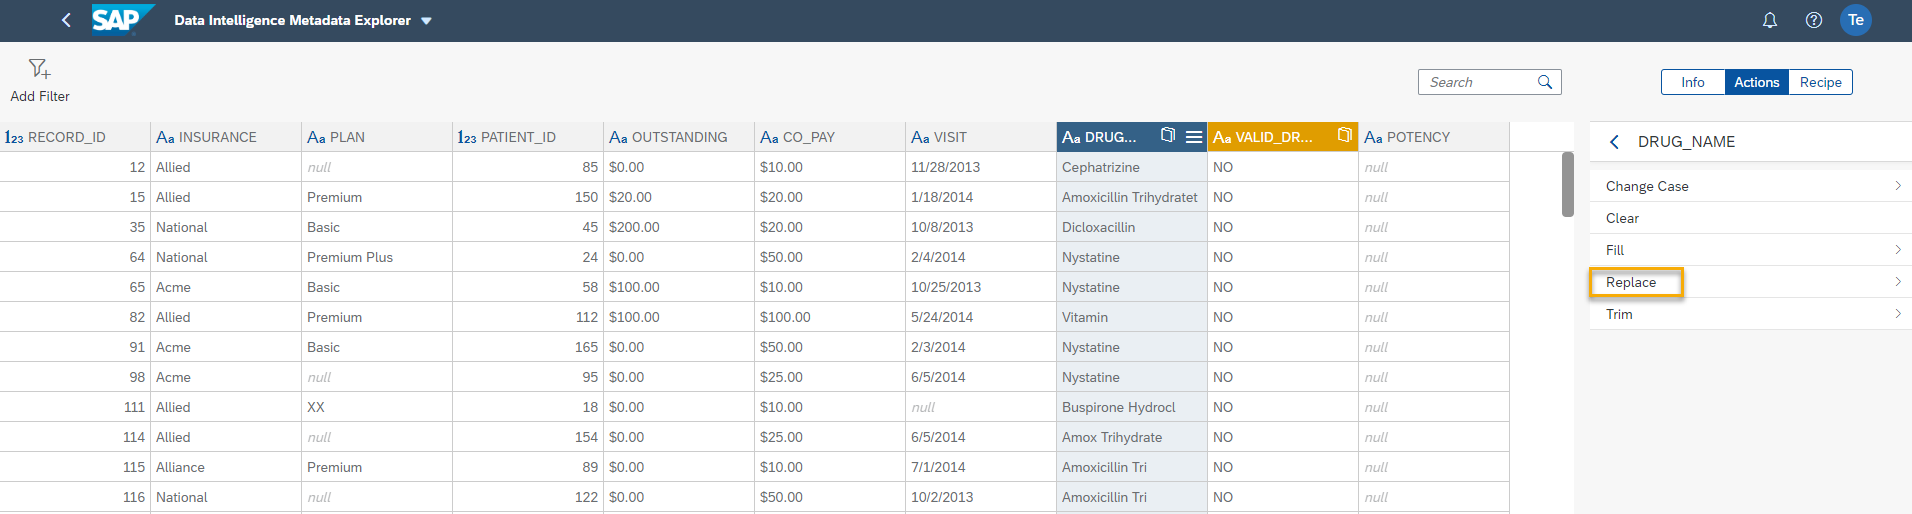 SAP Data Intelligence Metadata Explorer Te
Add Filter Search Info Actions Recipe
123 RECORD_ID Aa INSURANCE Aa PLAN 123 PATIENT_ID Aa OUTSTANDING Aa CO_PAY Aa VISIT Aa DRUG... Aa VALID_DR... Aa POTENCY
12 Allied null 85 $0.00 $10.00 11/28/2013 Cephatrizine NO null
15 Allied Premium 150 $20.00 $20.00 1/18/2014 Amoxicillin Trihydratet NO null
35 National Basic 45 $200.00 $20.00 10/8/2013 Dicloxacillin NO null
64 National Premium Plus 24 $0.00 $50.00 2/4/2014 Nystatine NO null
65 Acme Basic 58 $100.00 $10.00 10/25/2013 Nystatine NO null
82 Allied Premium 112 $100.00 $100.00 5/24/2014 Vitamin NO null
91 Acme Basic 165 $0.00 $50.00 2/3/2014 Nystatine NO null
98 Acme null 95 $0.00 $25.00 6/5/2014 Nystatine NO null
111 Allied XX 18 $0.00 $10.00 null Buspirone Hydrocl NO null
114 Allied null 154 $0.00 $25.00 6/5/2014 Amox Trihydrate NO null
115 Alliance Premium 89 $0.00 $10.00 7/1/2014 Amoxicillin Tri NO null
116 National null 122 $0.00 $50.00 10/2/2013 Amoxicillin Tri NO null
DRUG_NAME
Change Case
Clear
Fill
Replace
Trim